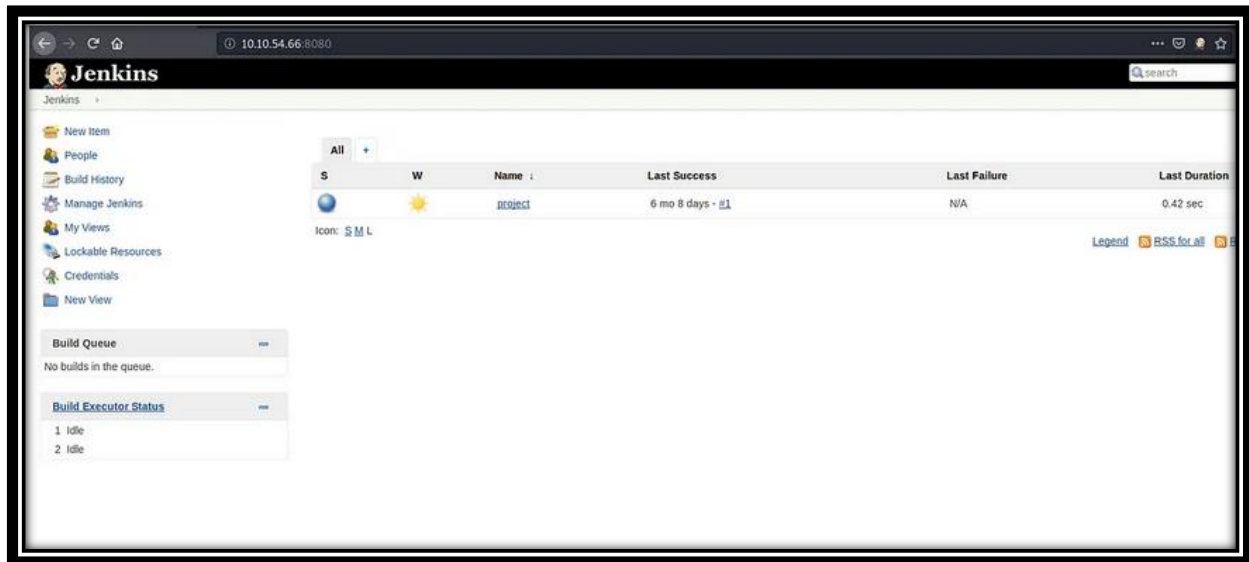 10.10.54.66:8080
Jenkins
search
Jenkins
New Item
People
Build History
Manage Jenkins
My Views
Lockable Resources
Credentials
New View
All +
S W Name ↓ Last Success Last Failure Last Duration
project 6 mo 8 days - #1 N/A 0.42 sec
Icon: S M L
Legend RSS for all
Build Queue
No builds in the queue.
Build Executor Status
1 Idle
2 Idle